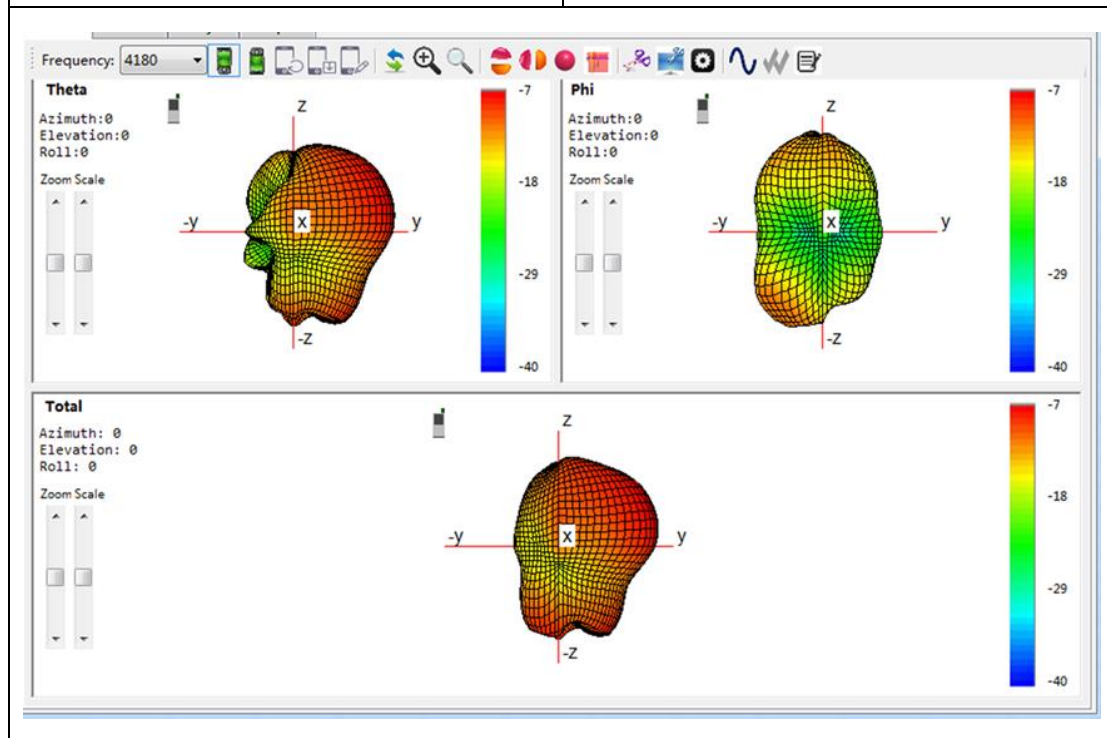 Frequency: 4180
Theta
Azimuth:0
Elevation:0
Roll:0
Zoom Scale
Z
-y
X
y
-Z
-7
-18
-29
-40
Phi
Azimuth:0
Elevation:0
Roll:0
Zoom Scale
Z
-y
X
y
-Z
-7
-18
-29
-40
Total
Azimuth: 0
Elevation: 0
Roll: 0
Zoom Scale
Z
-y
X
y
-Z
-7
-18
-29
-40